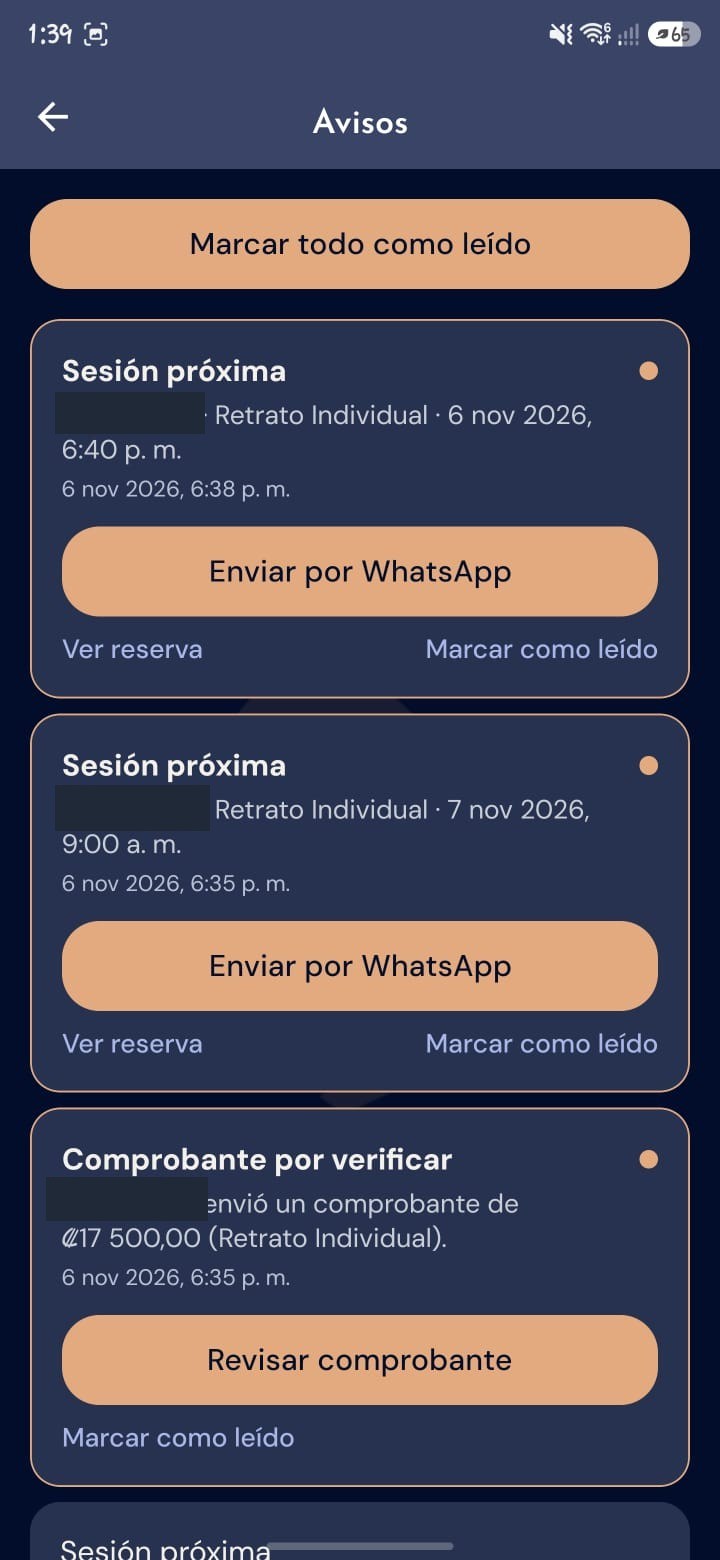 1:39
6
65
Avisos
Marcar todo como leído
Sesión próxima
· Retrato Individual · 6 nov 2026,
6:40 p. m.
6 nov 2026, 6:38 p. m.
Enviar por WhatsApp
Ver reserva
Marcar como leído
Sesión próxima
Retrato Individual · 7 nov 2026,
9:00 a. m.
6 nov 2026, 6:35 p. m.
Enviar por WhatsApp
Ver reserva
Marcar como leído
Comprobante por verificar
envió un comprobante de
₡17 500,00 (Retrato Individual).
6 nov 2026, 6:35 p. m.
Revisar comprobante
Marcar como leído
Sesión próxima